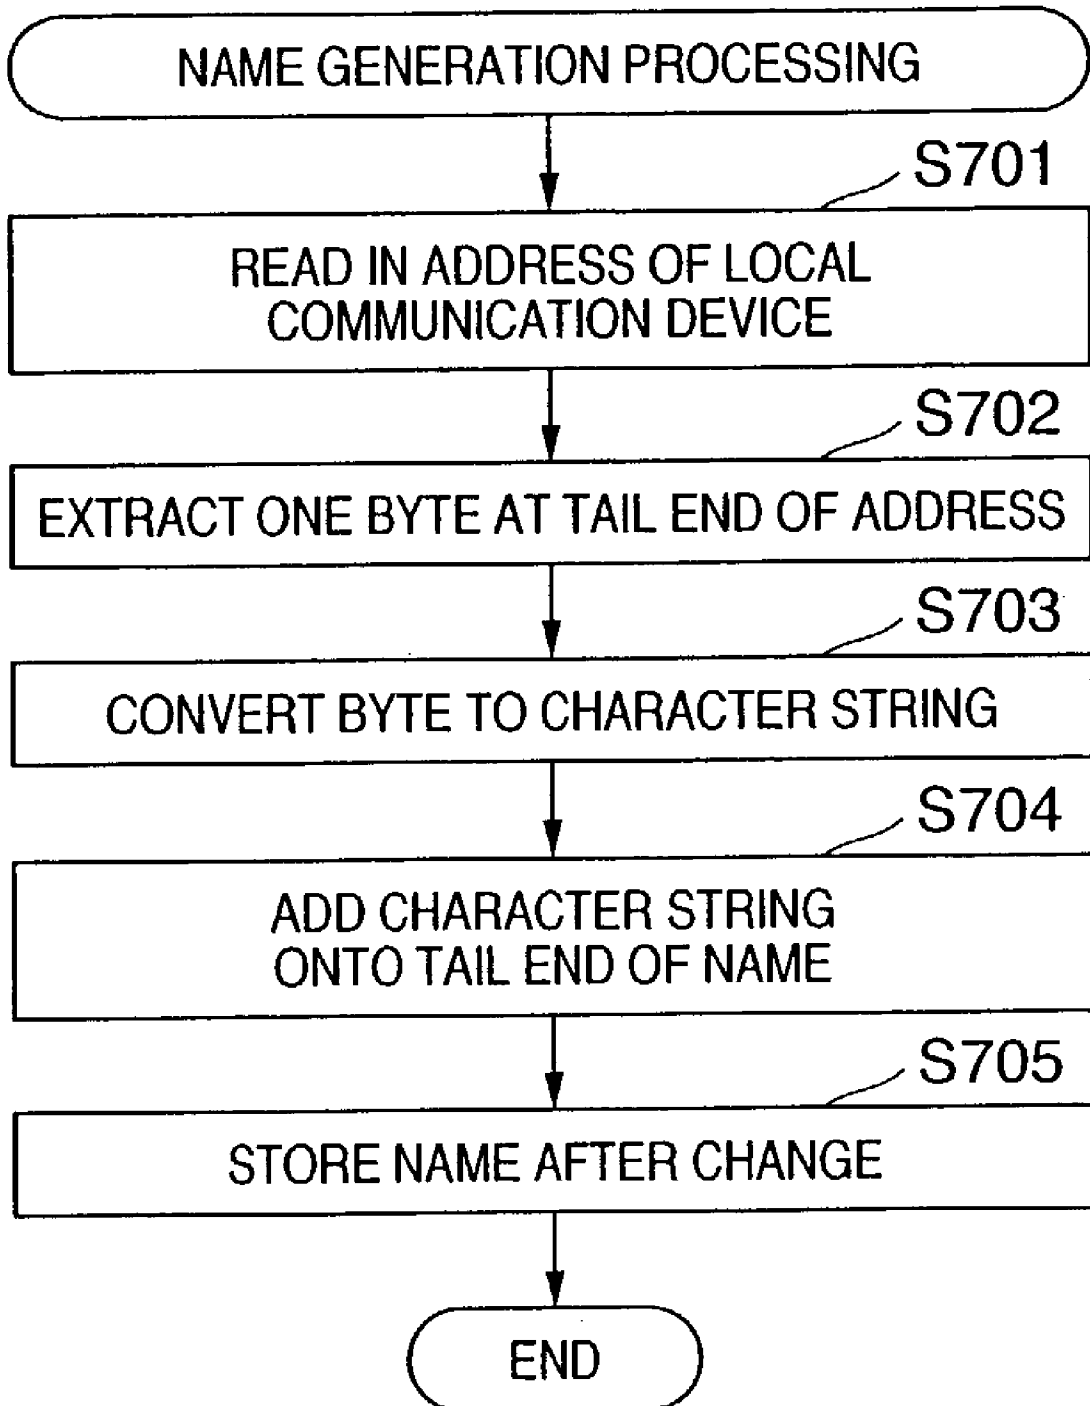 NAME GENERATION PROCESSING
S701
READ IN ADDRESS OF LOCAL
COMMUNICATION DEVICE
S702
EXTRACT ONE BYTE AT TAIL END OF ADDRESS
S703
CONVERT BYTE TO CHARACTER STRING
S704
ADD CHARACTER STRING
ONTO TAIL END OF NAME
S705
STORE NAME AFTER CHANGE
END